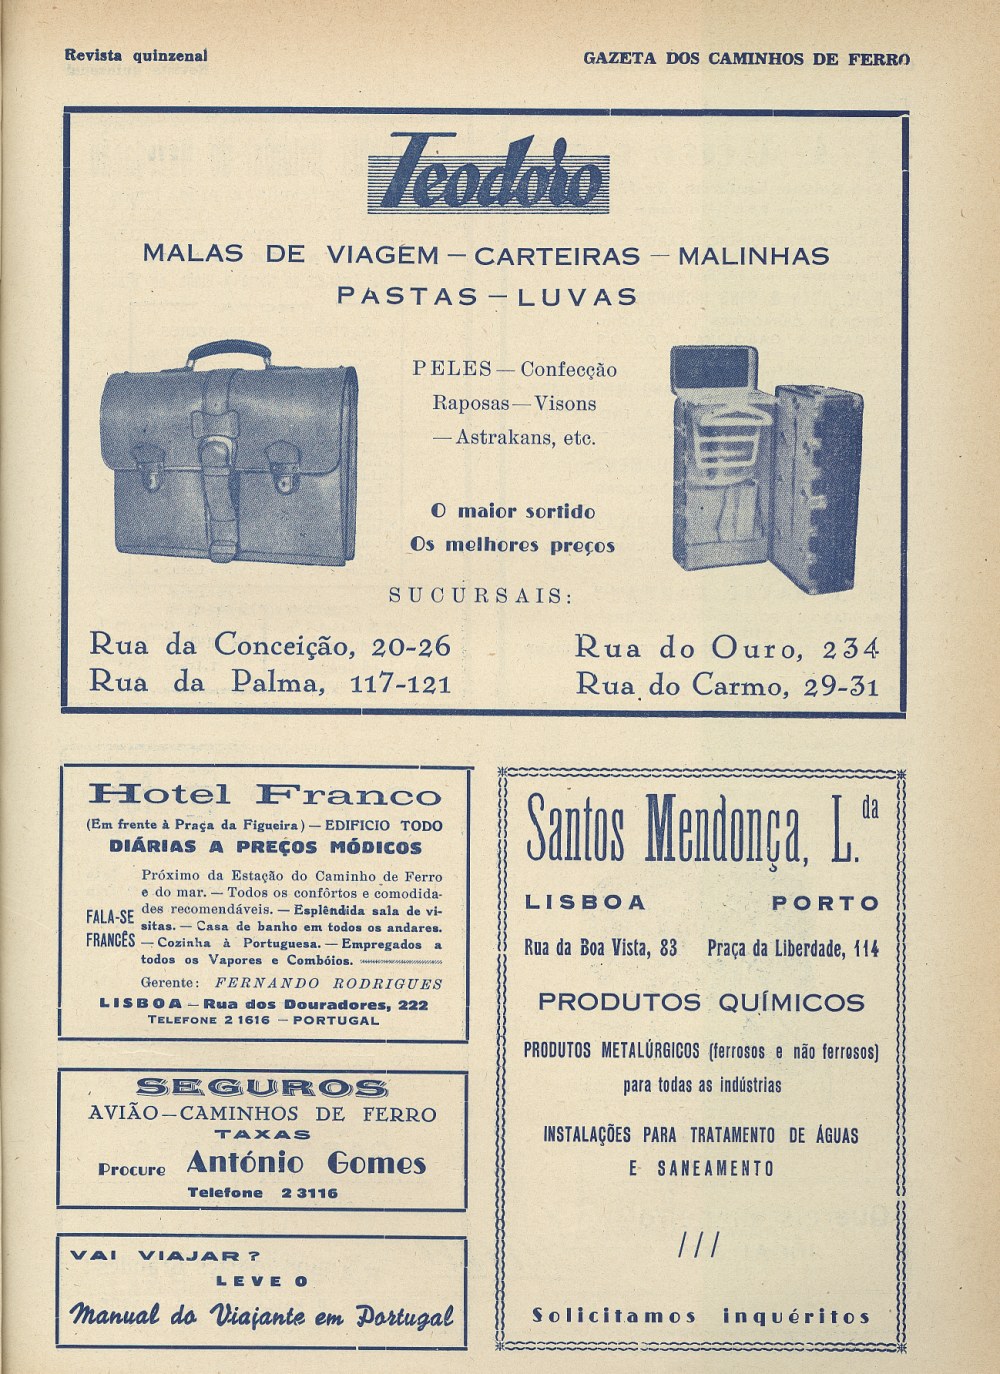 Revista quinzenal
GAZETA DOS CAMINHOS DE FERRO
Teodoro
MALAS DE VIAGEM — CARTEIRAS — MALINHAS
PASTAS — LUVAS
PELES — Confecção
Raposas — Visons
— Astrakans, etc.
O maior sortido
Os melhores preços
SUCURSAIS:
Rua da Conceição, 20-26
Rua da Palma, 117-121
Rua do Ouro, 234
Rua do Carmo, 29-31
Hotel Franco
(Em frente à Praça da Figueira) — EDIFICIO TODO
DIÁRIAS A PREÇOS MÓDICOS
FALA-SE
FRANCÊS
Próximo da Estação do Caminho de Ferro
e do mar. — Todos os confôrtos e comodida-
des recomendáveis. — Esplêndida sala de vi-
sitas. — Casa de banho em todos os andares.
— Cozinha à Portuguesa. — Empregados a
todos os Vapores e Combóios.
Gerente: FERNANDO RODRIGUES
LISBOA — Rua dos Douradores, 222
TELEFONE 2 1616 — PORTUGAL
SEGUROS
AVIÃO — CAMINHOS DE FERRO
TAXAS
Procure António Gomes
Telefone 2 3116
VAI VIAJAR?
LEVE O
Manual do Viajante em Portugal
Santos Mendonça, L.da
LISBOA PORTO
Rua da Boa Vista, 83 Praça da Liberdade, 114
PRODUTOS QUÍMICOS
PRODUTOS METALÚRGICOS (ferrosos e não ferrosos)
para todas as indústrias
INSTALAÇÕES PARA TRATAMENTO DE ÁGUAS
E SANEAMENTO
///
Solicitamos inquéritos